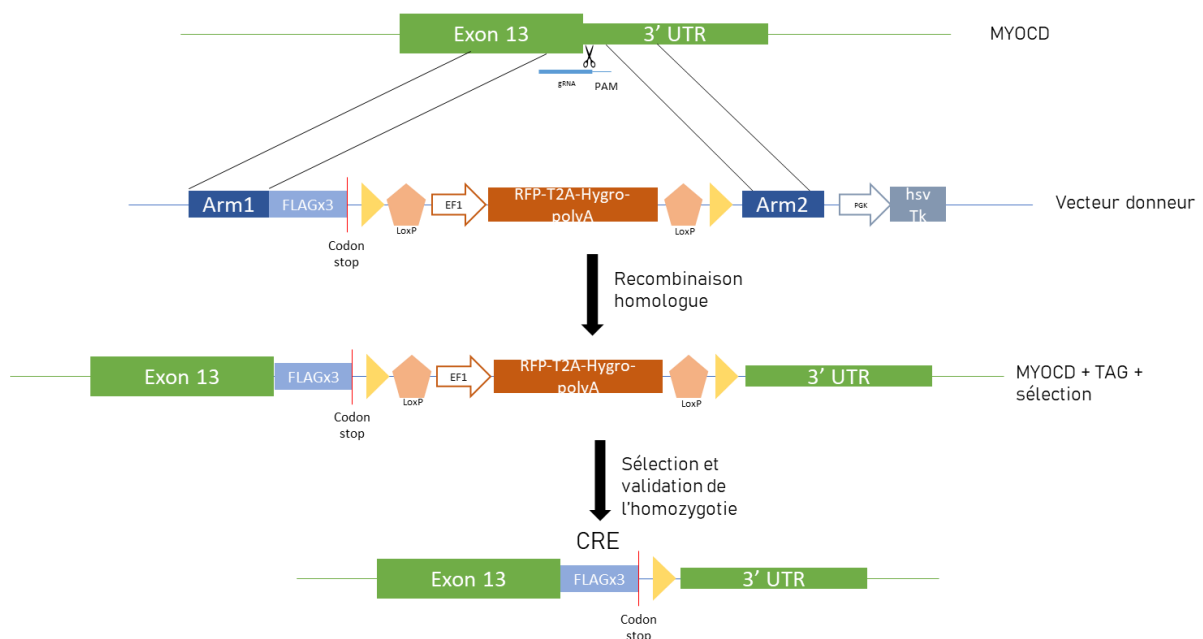 Exon 13
3' UTR
MYOCD
gRNA
PAM
Arm1
FLAGx3
EF1
RFP-T2A-Hygro-
polyA
Arm2
PGK
hsv
Tk
Vecteur donneur
LoxP
LoxP
Codon
stop
Recombinaison
homologue
Exon 13
FLAGx3
EF1
RFP-T2A-Hygro-
polyA
3' UTR
MYOCD + TAG +
sélection
LoxP
LoxP
Codon
stop
Sélection et
validation de
l'homozygotie
CRE
Exon 13
FLAGx3
3' UTR
Codon
stop